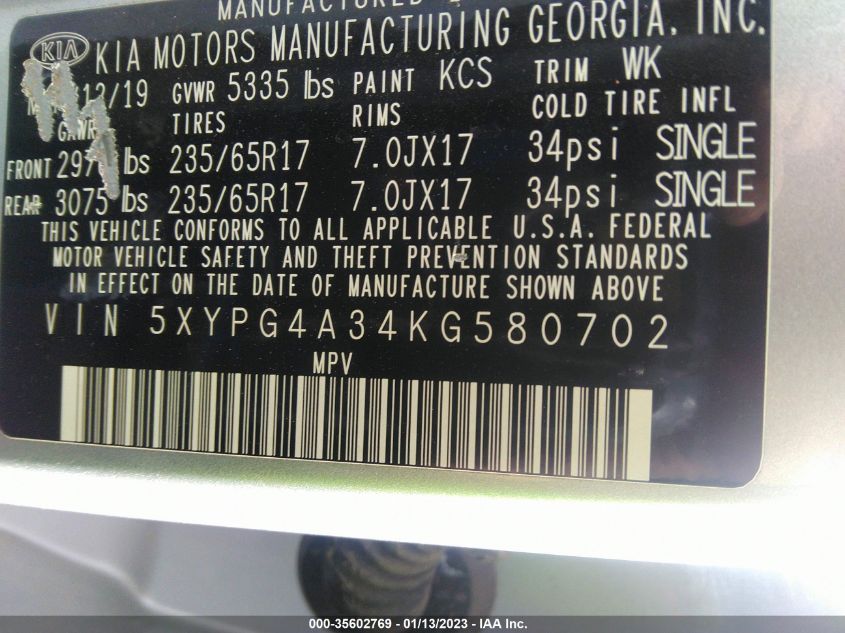 MANUFACTURED
KIA KIA MOTORS MANUFACTURING GEORGIA, INC.
GVWR 5335 lbs PAINT KCS TRIM WK
TIRES RIMS COLD TIRE INFL
FRONT lbs 235/65R17 7.0JX17 34psi SINGLE
REAR 3075 lbs 235/65R17 7.0JX17 34psi SINGLE
THIS VEHICLE CONFORMS TO ALL APPLICABLE U.S.A. FEDERAL
MOTOR VEHICLE SAFETY AND THEFT PREVENTION STANDARDS
IN EFFECT ON THE DATE OF MANUFACTURE SHOWN ABOVE
VIN 5XYPG4A34KG580702
MPV
000-35602769 - 01/13/2023 - IAAI Inc.